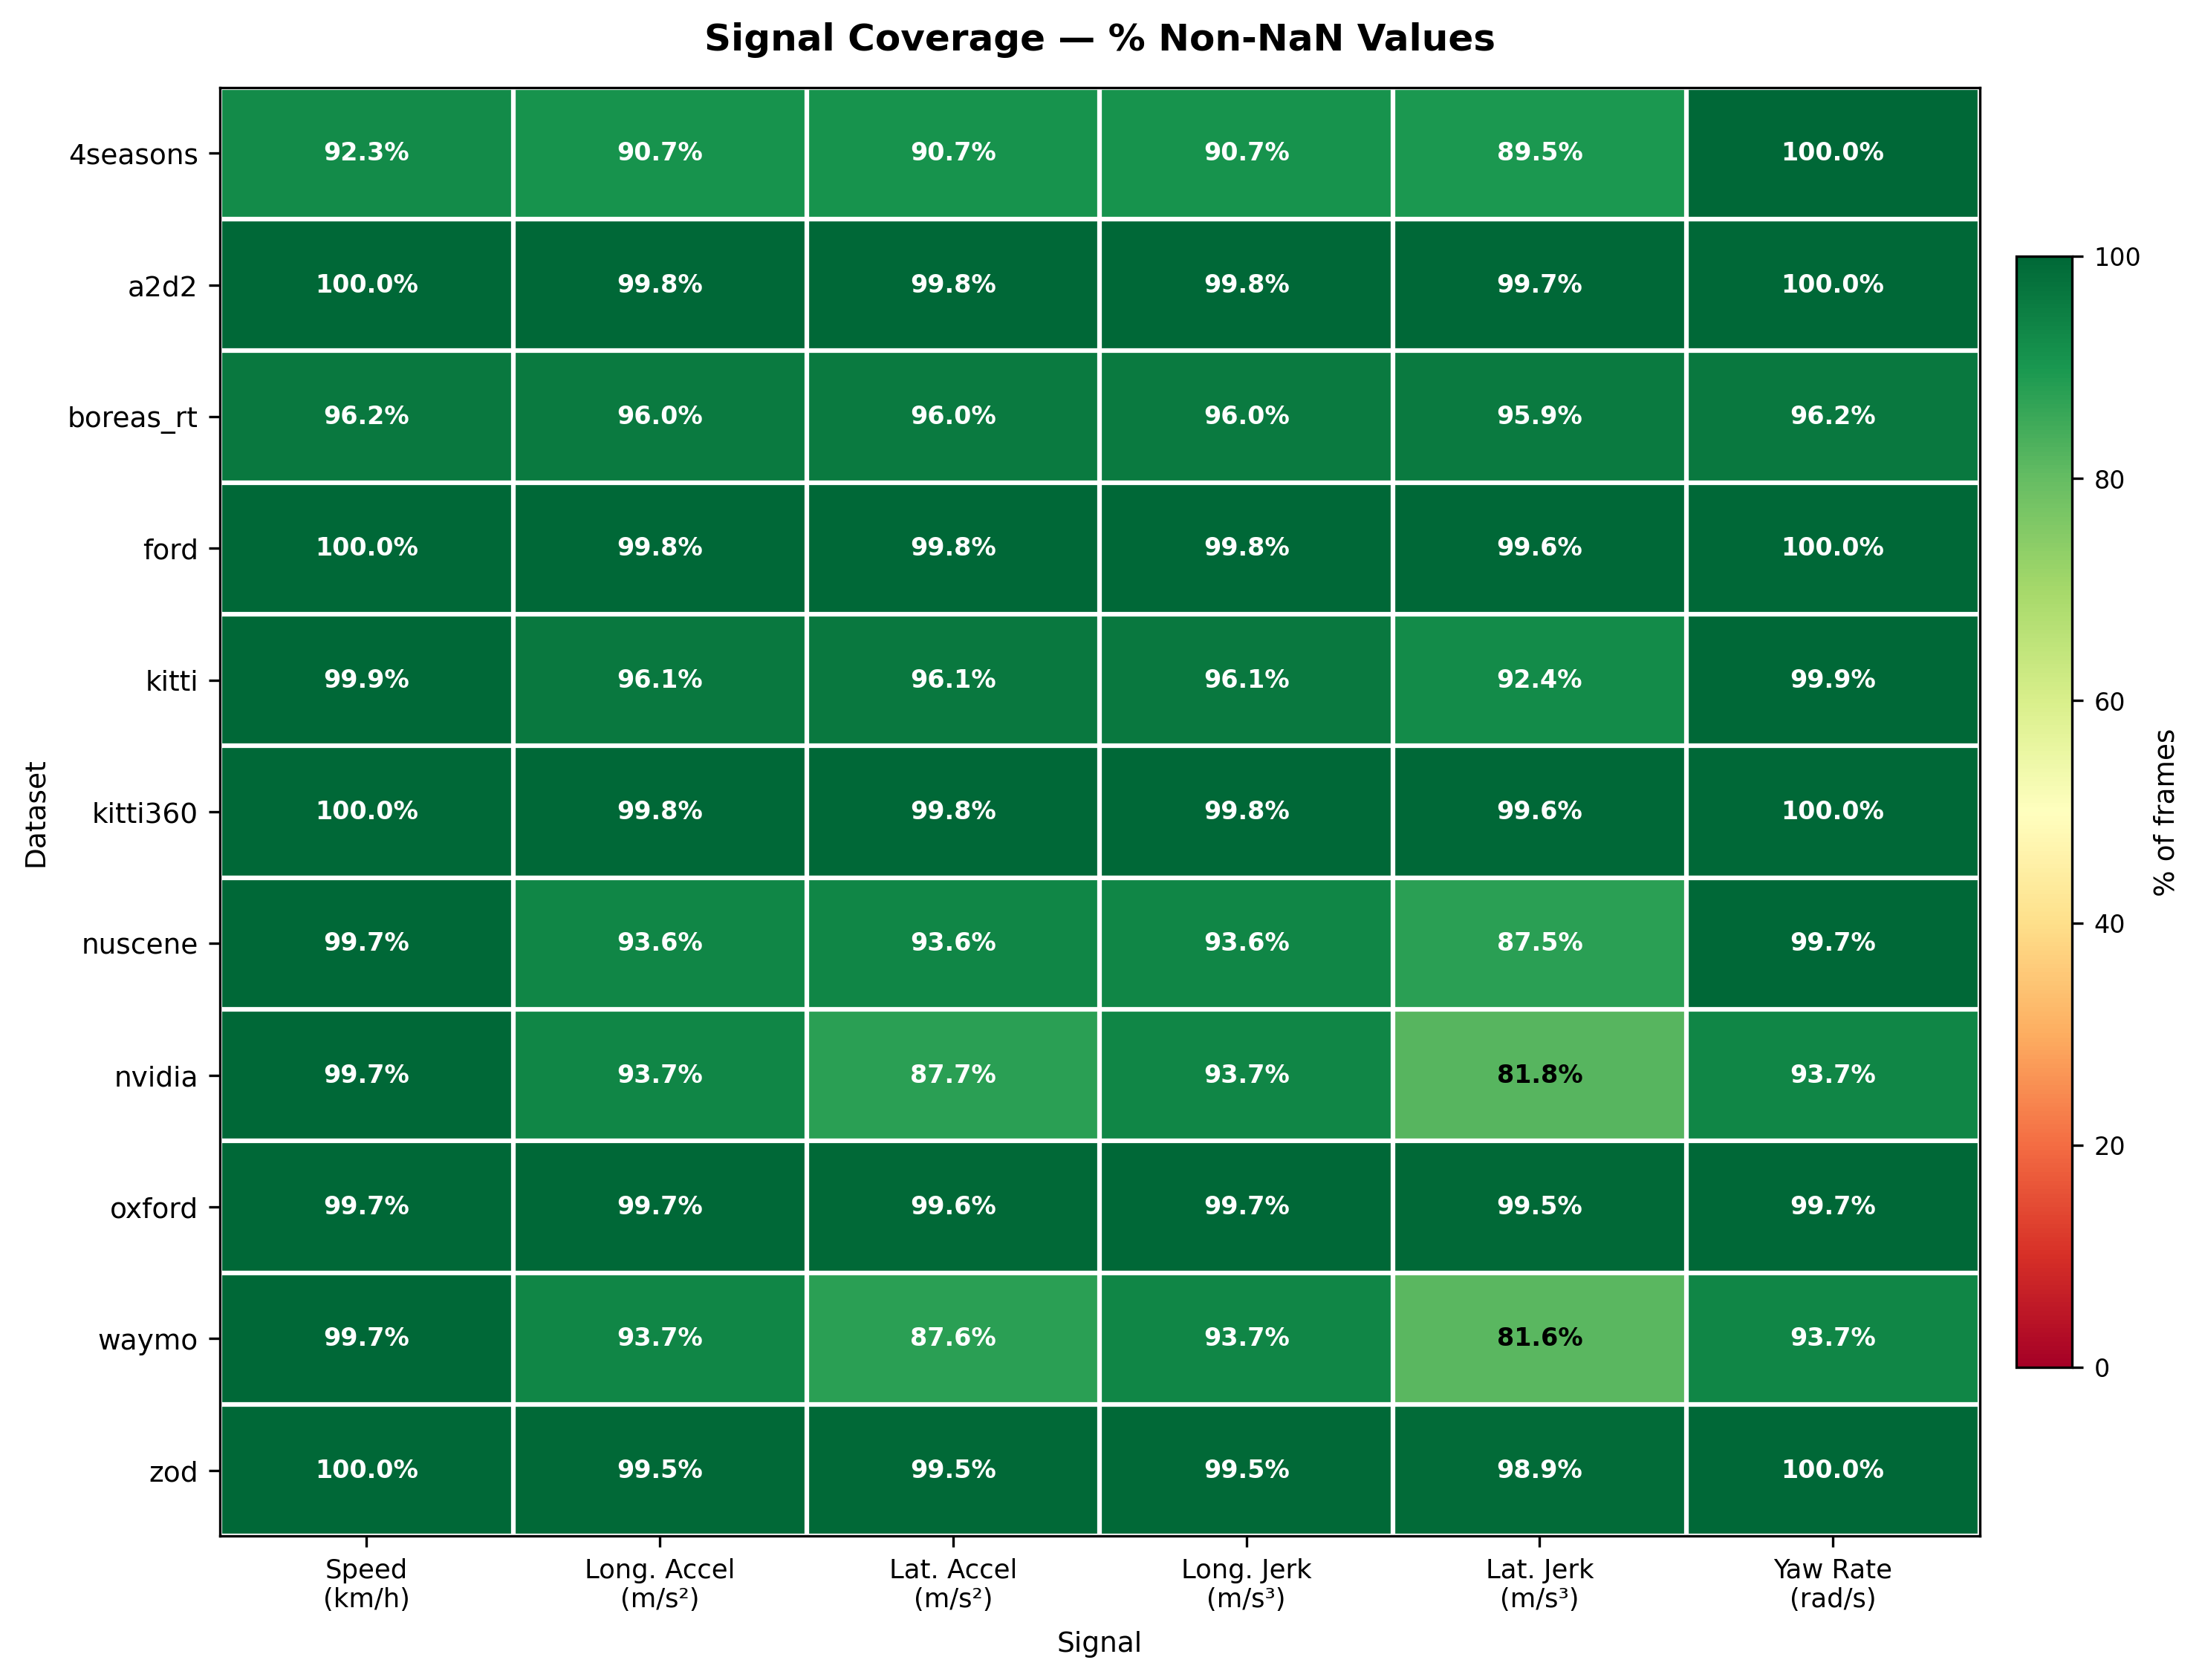 Signal Coverage — % Non-NaN Values
4seasons 92.3% 90.7% 90.7% 90.7% 89.5% 100.0%
a2d2 100.0% 99.8% 99.8% 99.8% 99.7% 100.0%
boreas_rt 96.2% 96.0% 96.0% 96.0% 95.9% 96.2%
ford 100.0% 99.8% 99.8% 99.8% 99.6% 100.0%
kitti 99.9% 96.1% 96.1% 96.1% 92.4% 99.9%
kitti360 100.0% 99.8% 99.8% 99.8% 99.6% 100.0%
nuscene 99.7% 93.6% 93.6% 93.6% 87.5% 99.7%
nvidia 99.7% 93.7% 87.7% 93.7% 81.8% 93.7%
oxford 99.7% 99.7% 99.6% 99.7% 99.5% 99.7%
waymo 99.7% 93.7% 87.6% 93.7% 81.6% 93.7%
zod 100.0% 99.5% 99.5% 99.5% 98.9% 100.0%
Speed Long. Accel Lat. Accel Long. Jerk Lat. Jerk Yaw Rate
(km/h) (m/s²) (m/s²) (m/s³) (m/s³) (rad/s)
Signal
Dataset
100
80
60
40
20
0
% of frames